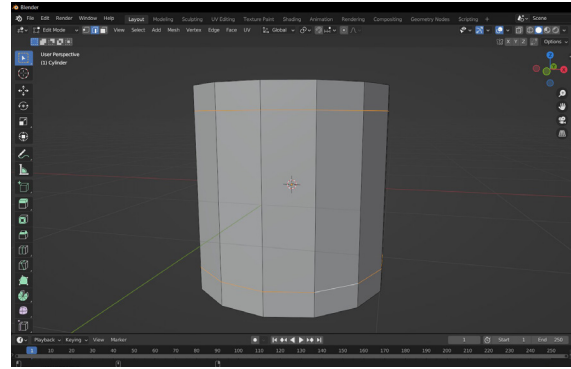 Blender
File Edit Render Window Help Layout Modeling Sculpting UV Editing Texture Paint Shading Animation Rendering Compositing Geometry Nodes Scripting + Scene
Edit Mode View Select Add Mesh Vertex Edge Face UV Global
X Y Z Options
User Perspective
(1) Cylinder
Playback Keying View Marker 1 Start 1 End 250
1 10 20 30 40 50 60 70 80 90 100 110 120 130 140 150 160 170 180 190 200 210 220 230 240 250